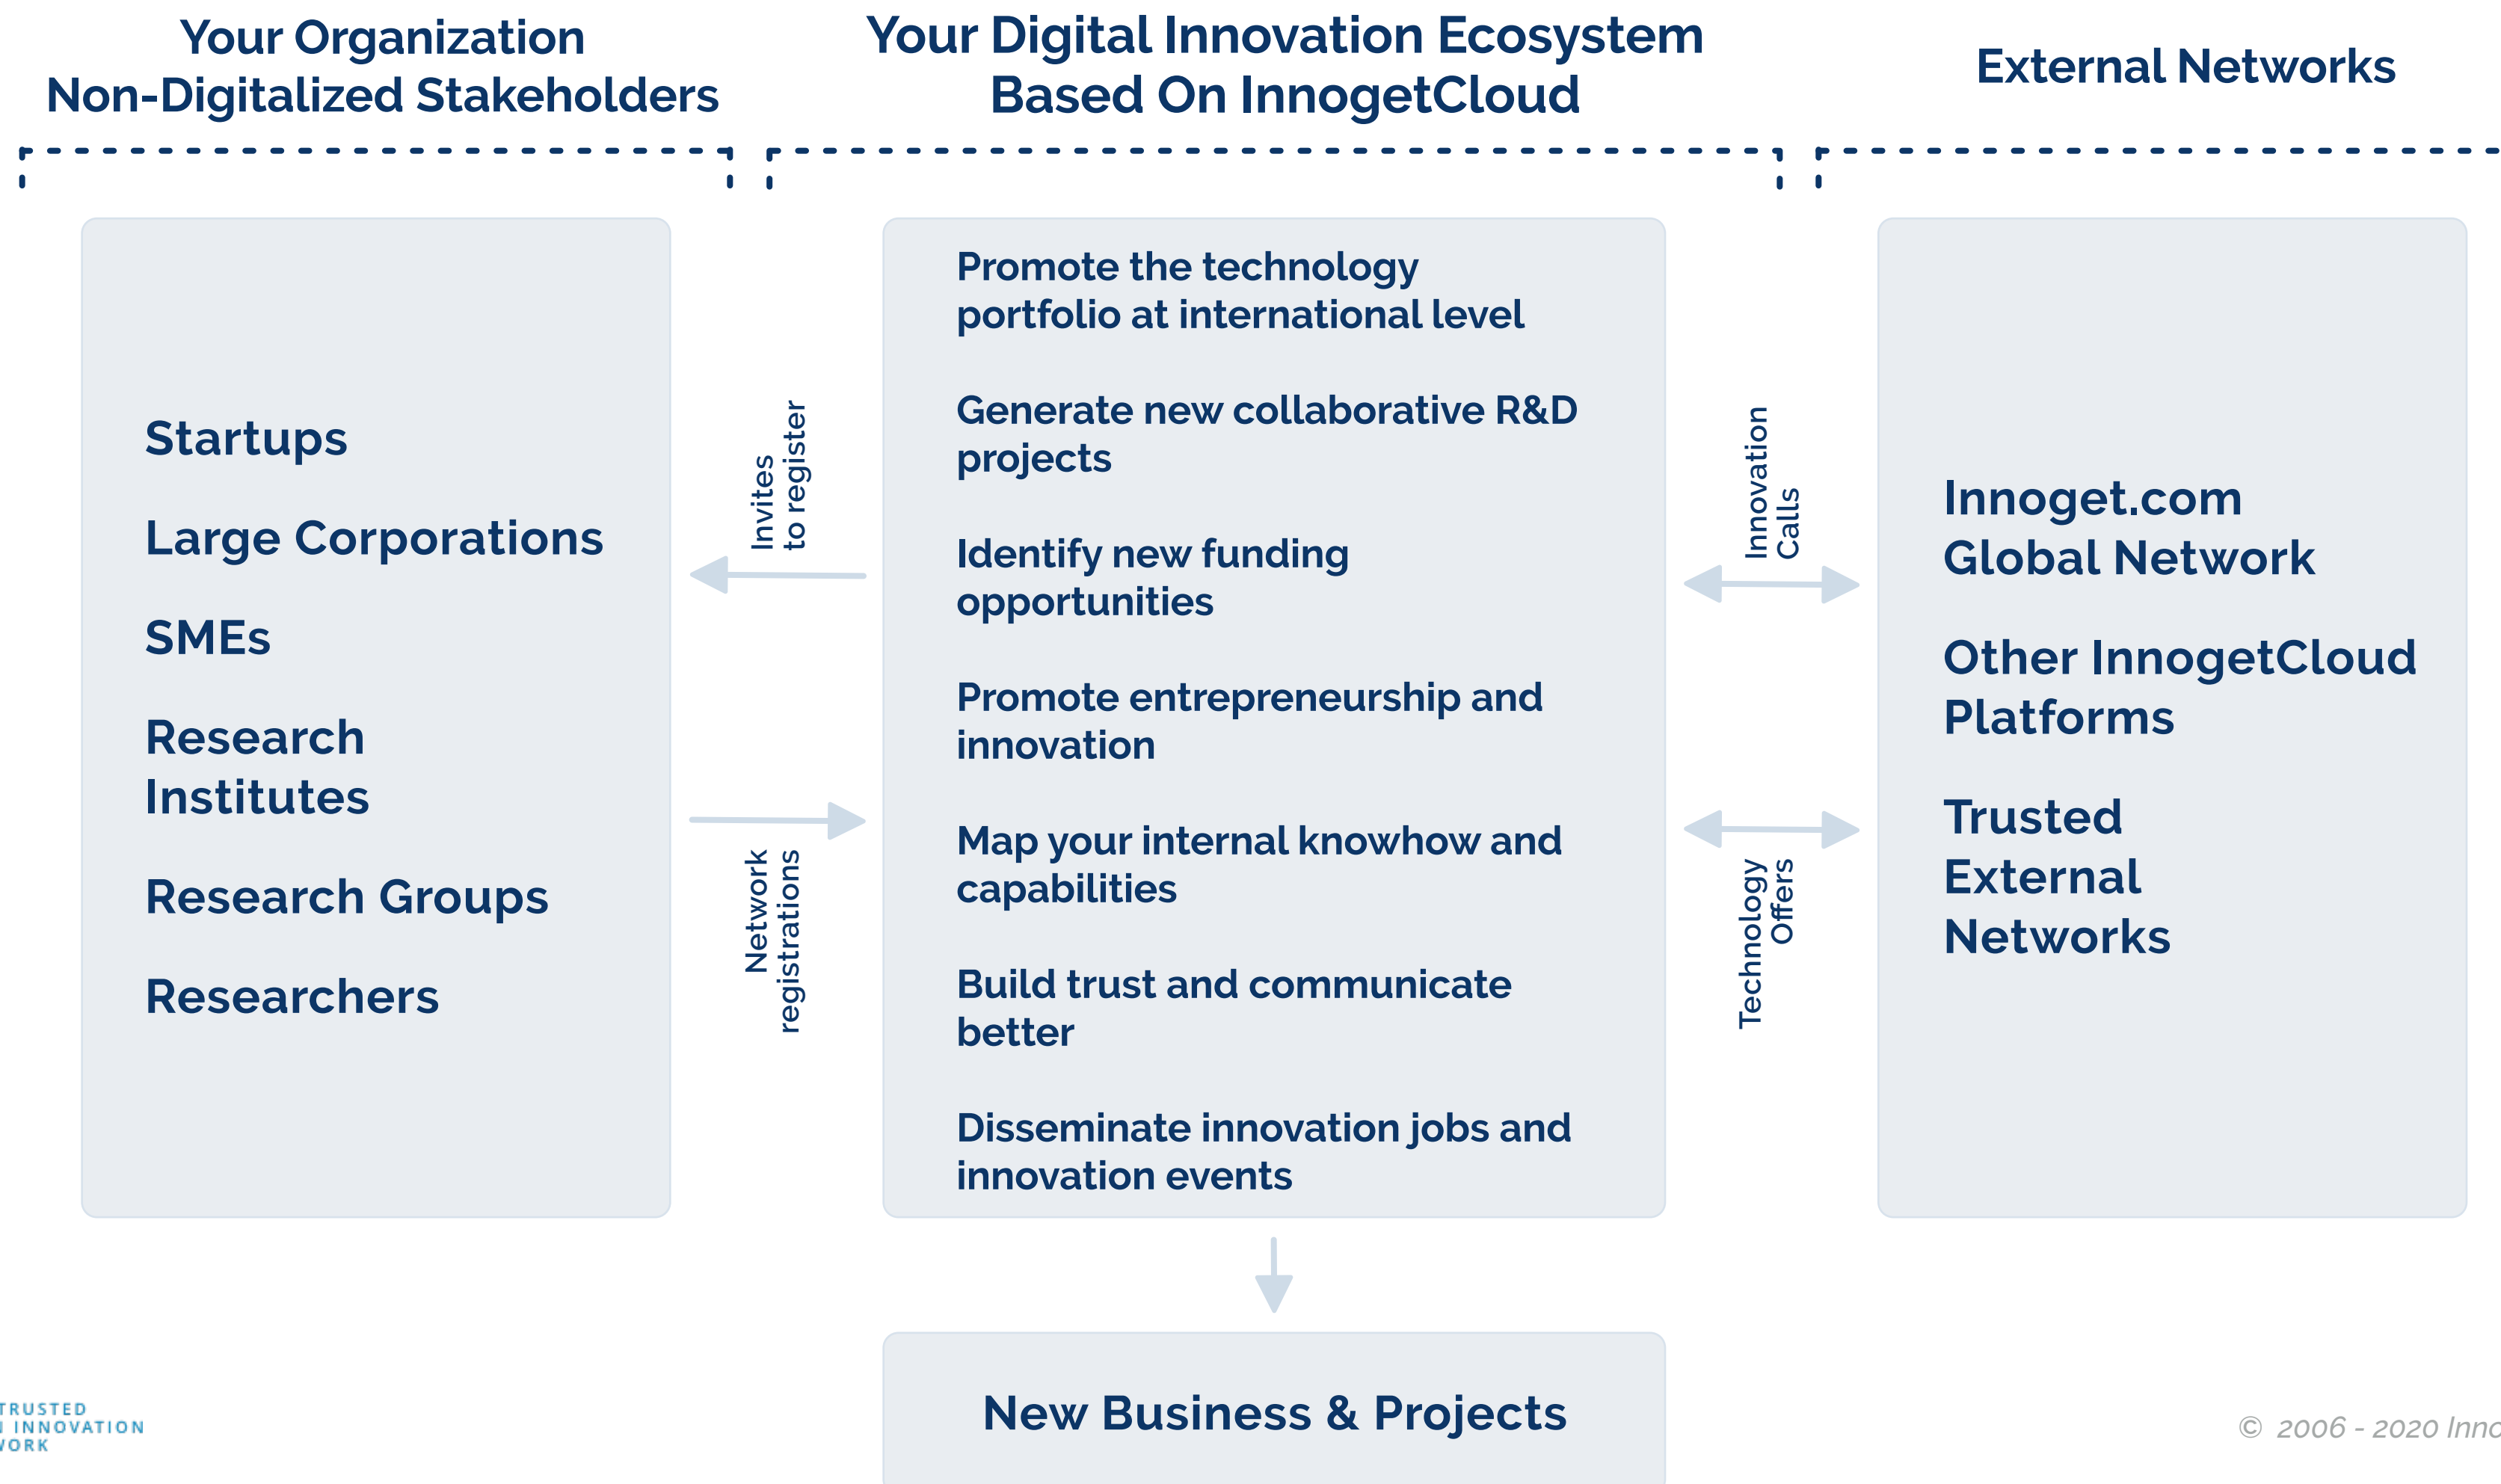 Your Organization
Non-Digitalized Stakeholders
Your Digital Innovation Ecosystem
Based On InnogetCloud
External Networks
Startups
Large Corporations
SMEs
Research
Institutes
Research Groups
Researchers
Invites
to register
Network
registrations
Promote the technology
portfolio at international level
Generate new collaborative R&D
projects
Identify new funding
opportunities
Promote entrepreneurship and
innovation
Map your internal knowhow and
capabilities
Build trust and communicate
better
Disseminate innovation jobs and
innovation events
Innovation
Calls
Technology
Offers
Innoget.com
Global Network
Other InnogetCloud
Platforms
Trusted
External
Networks
New Business & Projects
TRUSTED
INNOVATION
© 2006 - 2020